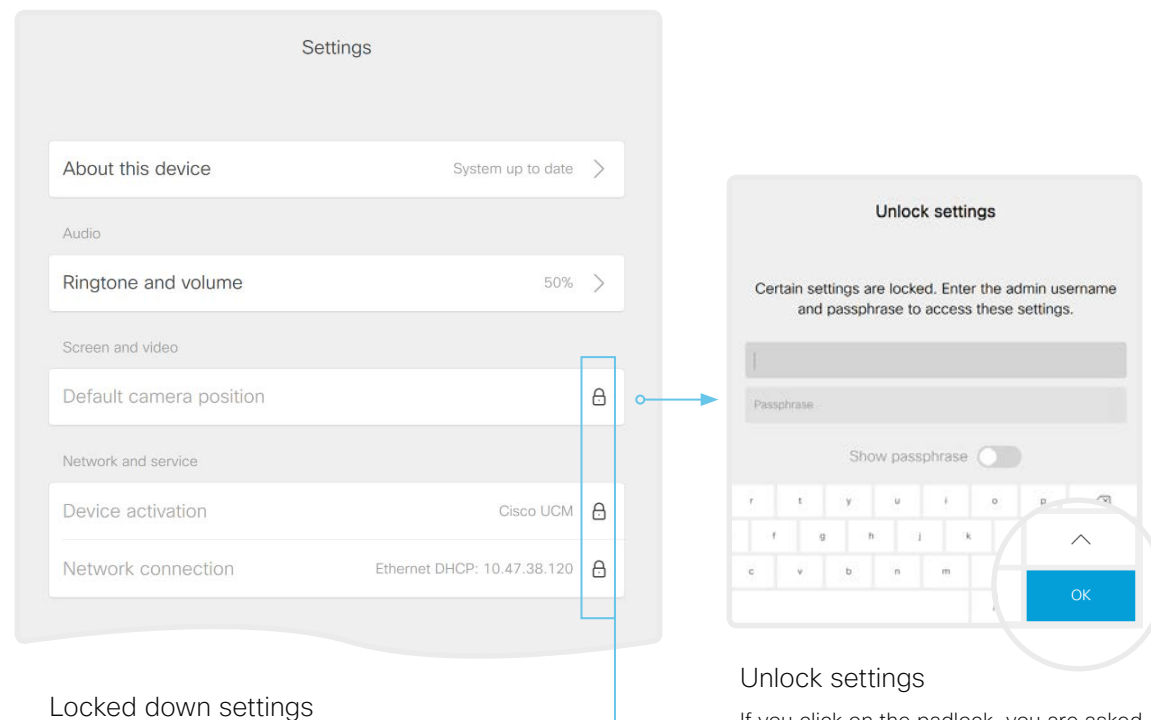 Settings
About this device System up to date
Audio
Ringtone and volume 50%
Screen and video
Default camera position
Network and service
Device activation Cisco UCM
Network connection Ethernet DHCP: 10.47.38.120
Locked down settings
Unlock settings
Certain settings are locked. Enter the admin username
and passphrase to access these settings.
Passphrase
Show passphrase
r t y u i o p
f g h j k
c v b n m
OK
Unlock settings
If you click on the padlock, you are asked